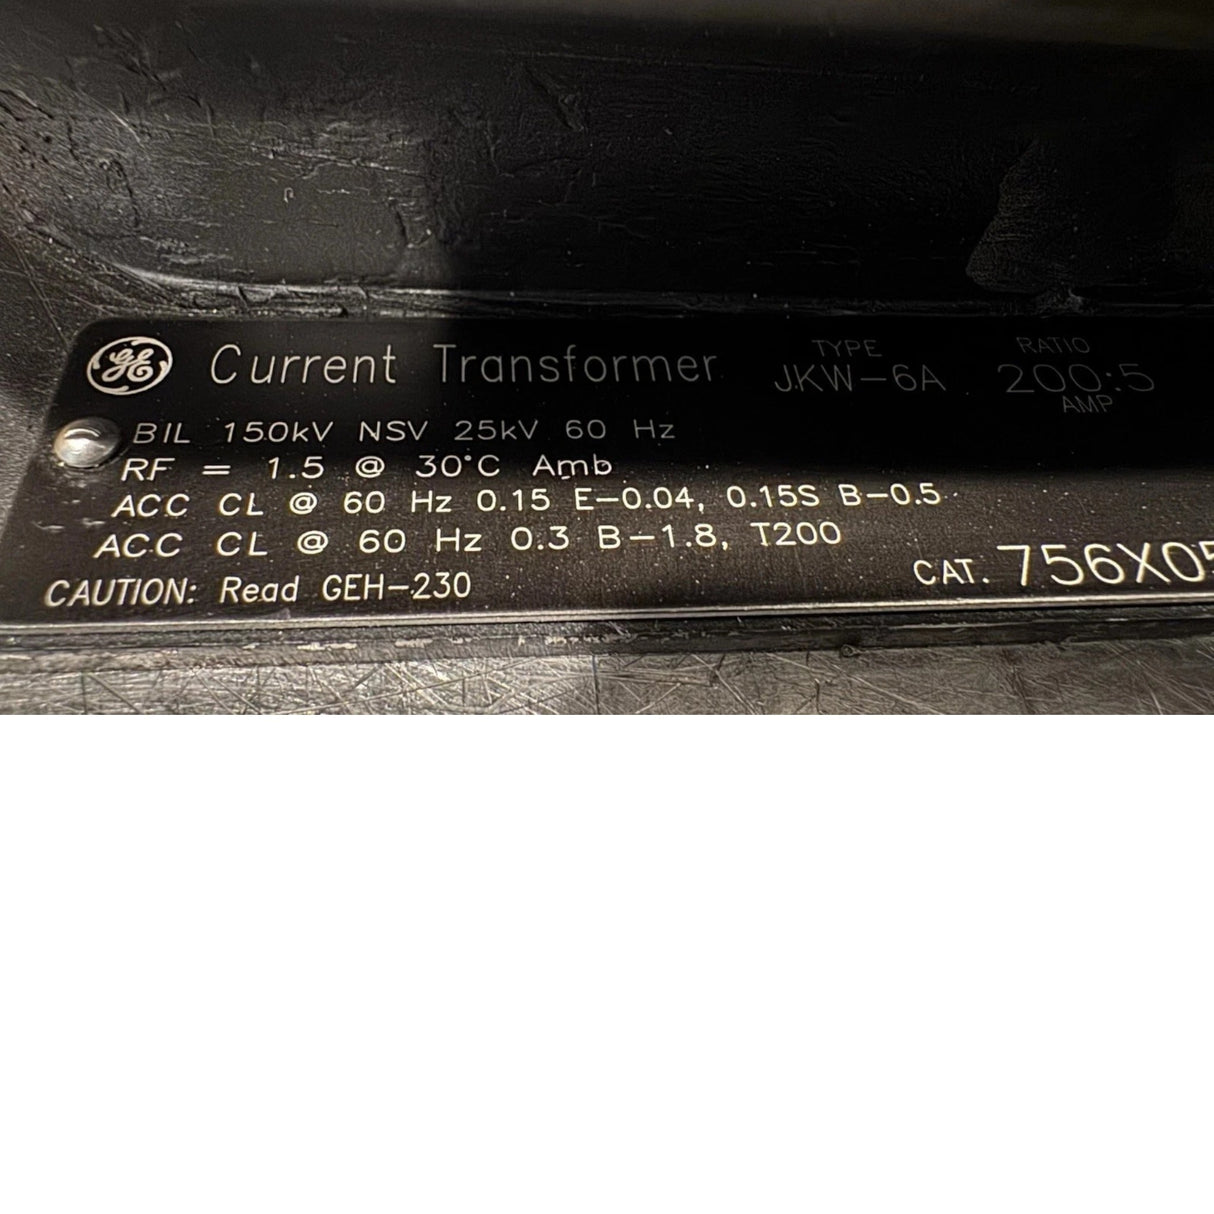 GE Current Transformer
TYPE
JKW-6A
RATIO
200:5
AMP
BIL 150kV NSV 25kV 60 Hz
RF = 1.5 @ 30°C Amb
ACC CL @ 60 Hz 0.15 E-0.04, 0.15S B-0.5
ACC CL @ 60 Hz 0.3 B-1.8, T200
CAUTION: Read GEH-230
CAT. 756X05